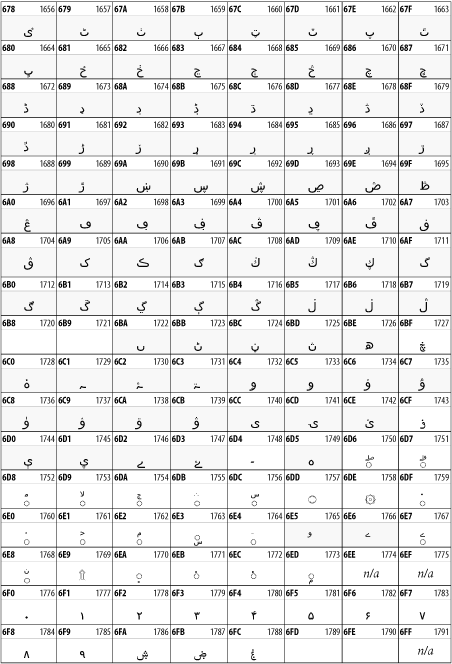 678 1656 679 1657 67A 1658 67B 1659 67C 1660 67D 1661 67E 1662 67F 1663
ٸ ٹ ٺ ٻ ټ ٽ پ ٿ
680 1664 681 1665 682 1666 683 1667 684 1668 685 1669 686 1670 687 1671
ڀ ځ ڂ ڃ ڄ څ چ ڇ
688 1672 689 1673 68A 1674 68B 1675 68C 1676 68D 1677 68E 1678 68F 1679
ڈ ډ ڊ ڋ ڌ ڍ ڎ ڏ
690 1680 691 1681 692 1682 693 1683 694 1684 695 1685 696 1686 697 1687
ڐ ڑ ڒ ړ ڔ ڕ ږ ڗ
698 1688 699 1689 69A 1690 69B 1691 69C 1692 69D 1693 69E 1694 69F 1695
ژ ڙ ښ ڛ ڜ ڝ ڞ ڟ
6A0 1696 6A1 1697 6A2 1698 6A3 1699 6A4 1700 6A5 1701 6A6 1702 6A7 1703
ڠ ڡ ڢ ڣ ڤ ڥ ڦ ڧ
6A8 1704 6A9 1705 6AA 1706 6AB 1707 6AC 1708 6AD 1709 6AE 1710 6AF 1711
ڨ ک ڪ ګ ڬ ڭ ڮ گ
6B0 1712 6B1 1713 6B2 1714 6B3 1715 6B4 1716 6B5 1717 6B6 1718 6B7 1719
ڰ ڱ ڲ ڳ ڴ ڵ ڶ ڷ
6B8 1720 6B9 1721 6BA 1722 6BB 1723 6BC 1724 6BD 1725 6BE 1726 6BF 1727
ں ڻ ڼ ڽ ھ ڿ
6C0 1728 6C1 1729 6C2 1730 6C3 1731 6C4 1732 6C5 1733 6C6 1734 6C7 1735
ۀ ہ ۂ ۃ ۄ ۅ ۆ ۇ
6C8 1736 6C9 1737 6CA 1738 6CB 1739 6CC 1740 6CD 1741 6CE 1742 6CF 1743
ۈ ۉ ۊ ۋ ی ۍ ێ ۏ
6D0 1744 6D1 1745 6D2 1746 6D3 1747 6D4 1748 6D5 1749 6D6 1750 6D7 1751
ې ۑ ے ۓ ۔ ە ◌ۖ ◌ۗ
6D8 1752 6D9 1753 6DA 1754 6DB 1755 6DC 1756 6DD 1757 6DE 1758 6DF 1759
◌ۘ ◌ۙ ◌ۚ ◌ۛ ◌ۜ ۝ ۞ ◌۟
6E0 1760 6E1 1761 6E2 1762 6E3 1763 6E4 1764 6E5 1765 6E6 1766 6E7 1767
◌۠ ◌ۡ ◌ۢ ◌ۣ ◌ۤ ۥ ۦ ◌ۧ
6E8 1768 6E9 1769 6EA 1770 6EB 1771 6EC 1772 6ED 1773 6EE 1774 6EF 1775
◌ۨ ۩ ◌۪ ◌۫ ◌۬ ◌ۭ n/a n/a
6F0 1776 6F1 1777 6F2 1778 6F3 1779 6F4 1780 6F5 1781 6F6 1782 6F7 1783
۰ ۱ ۲ ۳ ۴ ۵ ۶ ۷
6F8 1784 6F9 1785 6FA 1786 6FB 1787 6FC 1788 6FD 1789 6FE 1790 6FF 1791
۸ ۹ ۺ ۻ ۼ